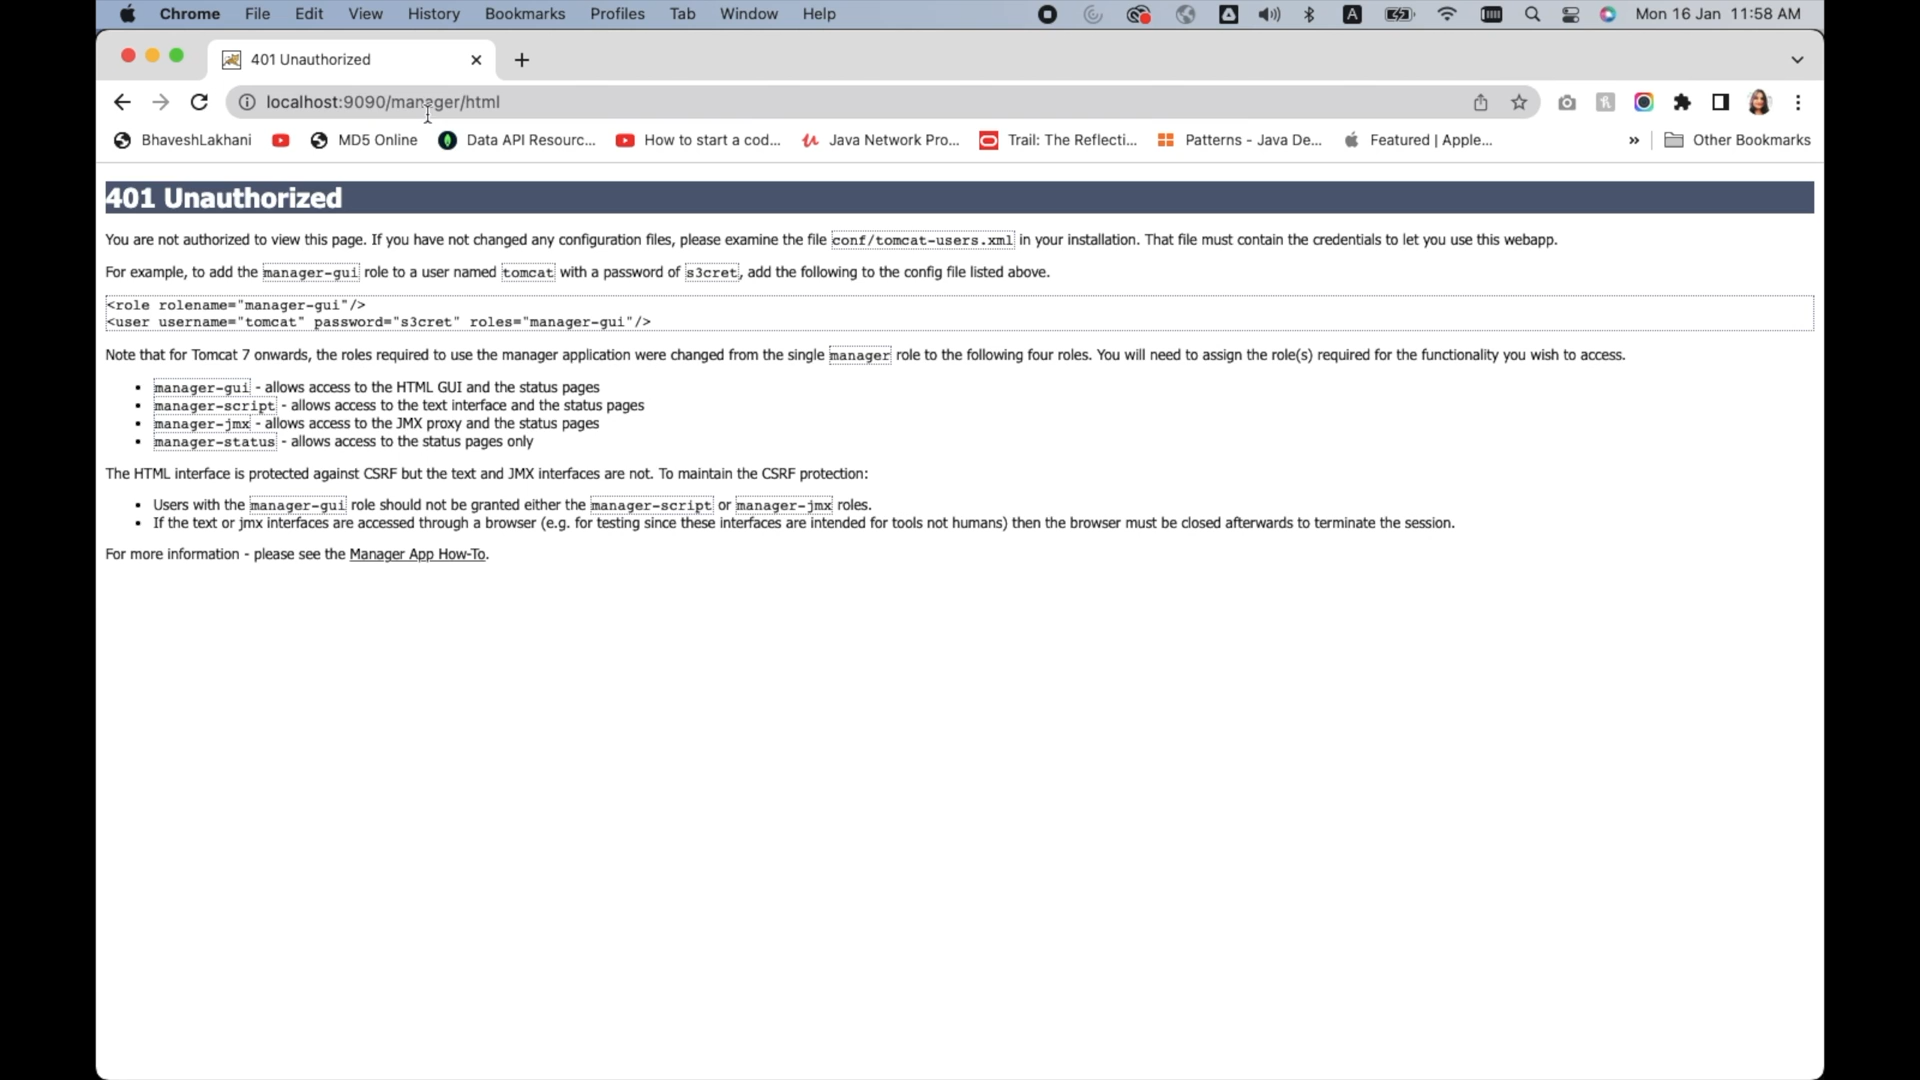 Chrome File Edit View History Bookmarks Profiles Tab Window Help A Mon 16 Jan 11:58 AM
401 Unauthorized
localhost:9090/manager/html
BhaveshLakhani MD5 Online Data API Resourc... How to start a cod... Java Network Pro... Trail: The Reflecti... Patterns - Java De... Featured | Apple... » Other Bookmarks
401 Unauthorized
You are not authorized to view this page. If you have not changed any configuration files, please examine the file conf/tomcat-users.xml in your installation. That file must contain the credentials to let you use this webapp.
For example, to add the manager-gui role to a user named tomcat with a password of s3cret, add the following to the config file listed above.
<role rolename="manager-gui"/>
<user username="tomcat" password="s3cret" roles="manager-gui"/>
Note that for Tomcat 7 onwards, the roles required to use the manager application were changed from the single manager role to the following four roles. You will need to assign the role(s) required for the functionality you wish to access.
• manager-gui - allows access to the HTML GUI and the status pages
• manager-script - allows access to the text interface and the status pages
• manager-jmx - allows access to the JMX proxy and the status pages
• manager-status - allows access to the status pages only
The HTML interface is protected against CSRF but the text and JMX interfaces are not. To maintain the CSRF protection:
• Users with the manager-gui role should not be granted either the manager-script or manager-jmx roles.
• If the text or jmx interfaces are accessed through a browser (e.g. for testing since these interfaces are intended for tools not humans) then the browser must be closed afterwards to terminate the session.
For more information - please see the Manager App How-To.